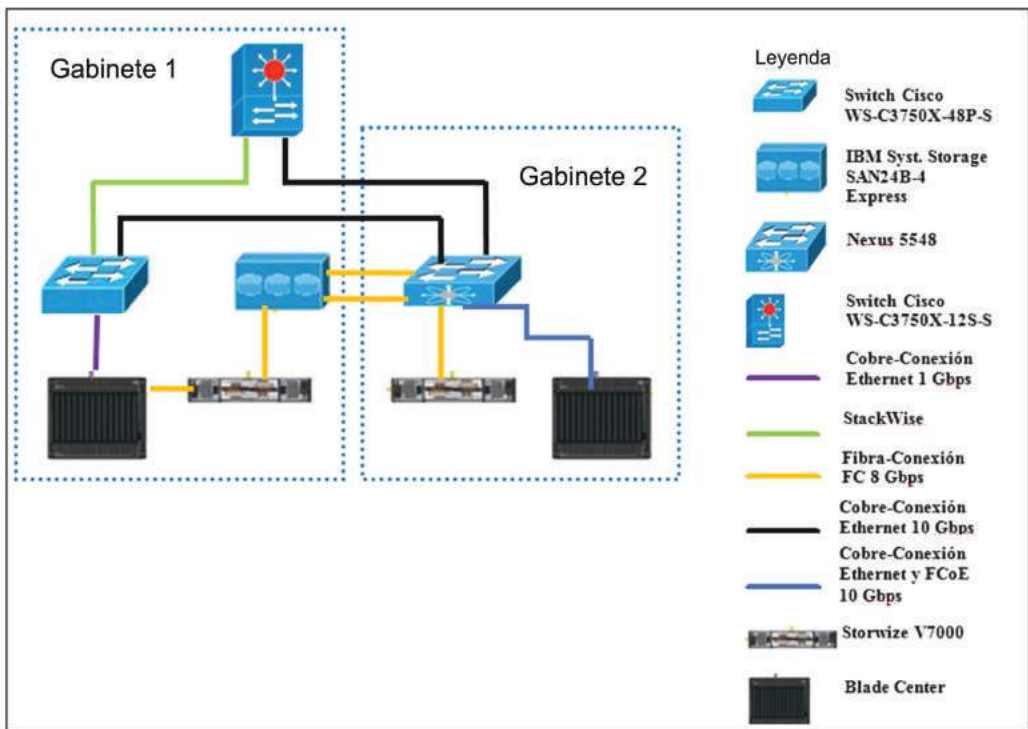 Gabinete 1
Gabinete 2
Leyenda
Switch Cisco
WS-C3750X-48P-S
IBM Syst. Storage
SAN24B-4
Express
Nexus 5548
Switch Cisco
WS-C3750X-12S-S
Cobre-Conexión
Ethernet 1 Gbps
StackWise
Fibra-Conexión
FC 8 Gbps
Cobre-Conexión
Ethernet 10 Gbps
Cobre-Conexión
Ethernet y FCoE
10 Gbps
Storwize V7000
Blade Center